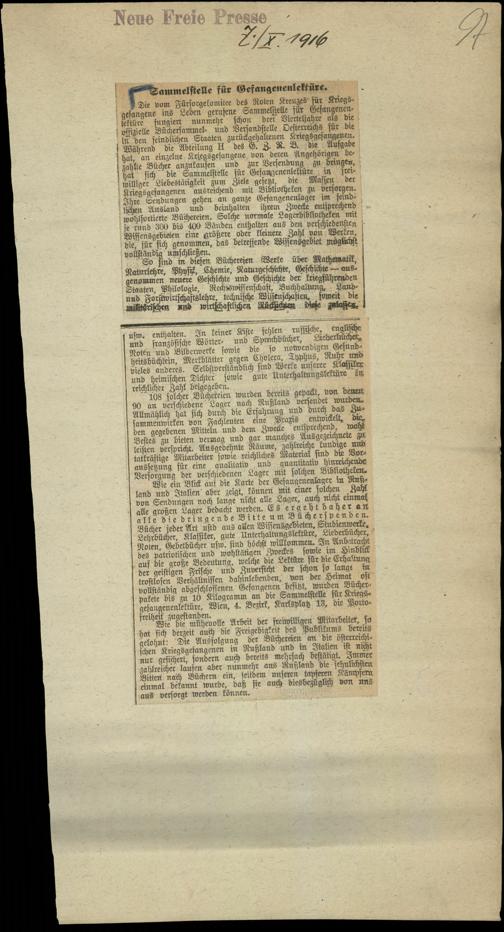 Neue Freie Presse
7./X. 1916
Sammelstelle für Gefangenenlektüre.
Die vom Fürsorgekomitee des Roten Kreuzes für Kriegs-
gefangene ins Leben gerufene Sammelstelle für Gefangenen-
lektüre fungiert nunmehr schon drei Vierteljahre als die
offizielle Büchersammel- und Versandstelle Oesterreichs für die
in den feindlichen Staaten zurückgehaltenen Kriegsgefangenen.
Während die Abteilung H des G. Z. N. B. die Aufgabe
hat, an einzelne Kriegsgefangene von deren Angehörigen be-
zahlte Bücher anzukaufen und zur Versendung zu bringen,
hat sich die Sammelstelle für Gefangenenlektüre in frei-
williger Liebestätigkeit zum Ziele gesetzt, die Massen der
Kriegsgefangenen ausreichend mit Bibliotheken zu versorgen.
Ihre Sendungen gehen an ganze Gefangenenlager im feind-
lichen Ausland und beinhalten ihrem Zwecke entsprechend
wohlsortierte Büchereien. Solche normale Lagerbibliotheken mit
je rund 300 bis 400 Bänden enthalten aus den verschiedensten
Wissensgebieten eine größere oder kleinere Zahl von Werken,
die, für sich genommen, das betreffende Wissensgebiet möglichst
vollständig umschließen.
So sind in diesen Büchereien Werke über Mathematik,
Naturlehre, Physik, Chemie, Naturgeschichte, Geschichte — aus-
genommen neuere Geschichte und Geschichte der kriegführenden
Staaten, Philologie, Rechtswissenschaft, Buchhaltung, Land-
und Forstwirtschaftslehre, technische Wissenschaften, soweit die
militärischen und wirtschaftlichen Rücksichten diese zulassen,
usw. enthalten. In keiner Kiste fehlen russische, englische
und französische Wörter- und Sprachbücher, Liederbücher,
Noten und Bilderwerke sowie die so notwendigen Gesund-
heitsbüchlein, Merkblätter gegen Cholera, Typhus, Ruhr und
vieles anderes. Selbstverständlich sind Werke unserer Klassiker
und heimischen Dichter sowie gute Unterhaltungslektüre in
reichlicher Zahl beigegeben.
108 solcher Büchereien wurden bereits gepackt, von denen
90 an verschiedene Lager nach Rußland versendet wurden.
Allmählich hat sich durch die Erfahrung und durch das Zu-
sammenwirken von Fachleuten eine Praxis entwickelt, die,
den gegebenen Mitteln und dem Zwecke entsprechend, wohl
Bestes zu bieten vermag und gar manches Ausgezeichnete zu
leisten verspricht. Ausgedehnte Räume, zahlreiche kundige und
tatkräftige Mitarbeiter sowie reichliches Material sind die Vor-
aussetzung für eine qualitativ und quantitativ hinreichende
Versorgung der verschiedenen Lager mit solchen Bibliotheken.
Wie ein Blick auf die Karte der Gefangenenlager in Ruß-
land und Italien aber zeigt, können mit einer solchen Zahl
von Sendungen noch lange nicht alle Lager, auch nicht einmal
alle großen Lager bedacht werden. Es ergeht daher an
alle die dringende Bitte um Bücherspenden.
Bücher jeder Art und aus allen Wissensgebieten, Studienwerke,
Lehrbücher, Klassiker, gute Unterhaltungslektüre, Liederbücher,
Noten, Gebetbücher usw. sind höchst willkommen. In Anbetracht
des patriotischen und wohltätigen Zweckes sowie im Hinblick
auf die große Bedeutung, welche die Lektüre für die Erhaltung
der geistigen Frische und Zuversicht der schon so lange in
trostlosen Verhältnissen dahinlebenden, von der Heimat oft
vollständig abgeschlossenen Gefangenen besitzt, wurden Bücher-
pakete bis zu 10 Kilogramm an die Sammelstelle für Kriegs-
gefangenenlektüre, Wien, 4. Bezirk, Karlsplatz 13, die Porto-
freiheit zugestanden.
Wie die mühevolle Arbeit der freiwilligen Mitarbeiter, so
hat sich derzeit auch die Freigebigkeit des Publikums bereits
gelohnt: Die Ausfolgung der Büchereien an die österreichi-
schen Kriegsgefangenen in Rußland und in Italien ist nicht
nur gesichert, sondern auch bereits mehrfach bestätigt. Immer
zahlreicher laufen aber nunmehr aus Rußland die sehnlichsten
Bitten nach Büchern ein, seitdem unseren tapferen Kämpfern
einmal bekannt wurde, daß sie auch diesbezüglich von uns
aus versorgt werden können.